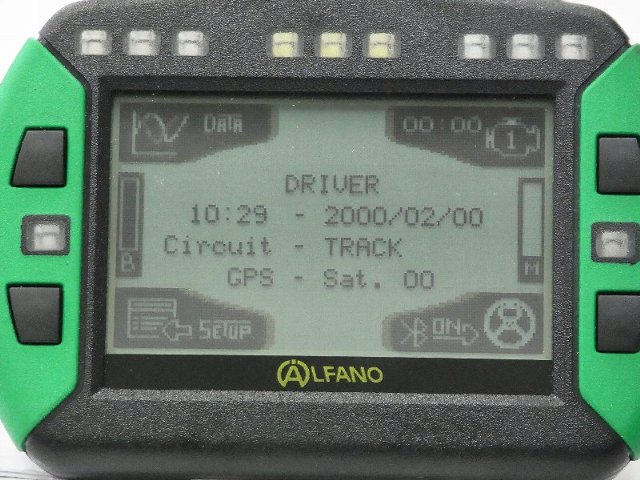 DATA
00:00 H 1
DRIVER
10:29 - 2000/02/00
Circuit - TRACK
GPS - Sat. 00
B M
SETUP
ON
ALFANO